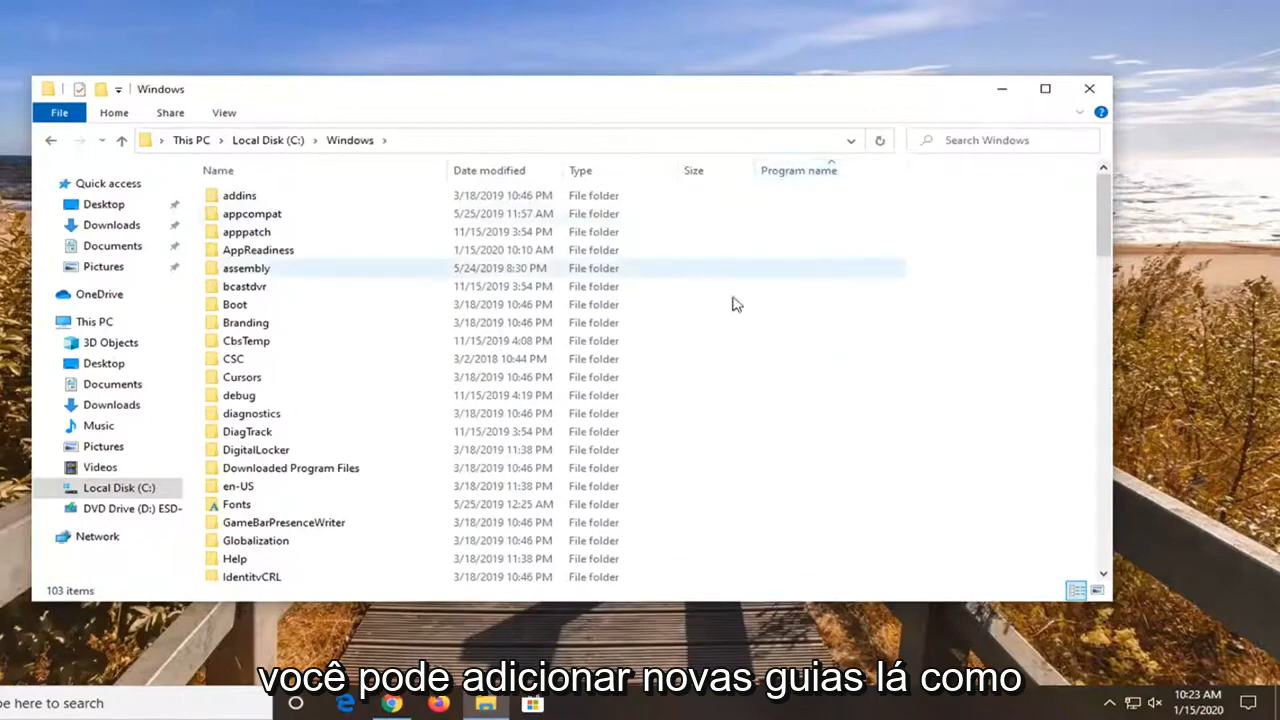 Windows
File Home Share View
This PC Local Disk (C:) Windows
Search Windows
Name Date modified Type Size Program name
Quick access
Desktop
Downloads
Documents
Pictures
OneDrive
This PC
3D Objects
Desktop
Documents
Downloads
Music
Pictures
Videos
Local Disk (C:)
DVD Drive (D:) ESD-
Network
addins 3/18/2019 10:46 PM File folder
appcompat 5/25/2019 11:57 AM File folder
apppatch 11/15/2019 3:54 PM File folder
AppReadiness 1/15/2020 10:10 AM File folder
assembly 5/24/2019 8:30 PM File folder
bcastdvr 11/15/2019 3:54 PM File folder
Boot 3/18/2019 10:46 PM File folder
Branding 3/18/2019 10:46 PM File folder
CbsTemp 11/15/2019 4:08 PM File folder
CSC 3/2/2018 10:44 PM File folder
Cursors 3/18/2019 10:46 PM File folder
debug 11/15/2019 4:19 PM File folder
diagnostics 3/18/2019 10:46 PM File folder
DiagTrack 11/15/2019 3:54 PM File folder
DigitalLocker 3/18/2019 11:38 PM File folder
Downloaded Program Files 3/18/2019 10:46 PM File folder
en-US 3/18/2019 11:38 PM File folder
Fonts 5/25/2019 12:25 AM File folder
GameBarPresenceWriter 3/18/2019 10:46 PM File folder
Globalization 3/18/2019 10:46 PM File folder
Help 3/18/2019 11:38 PM File folder
IdentityCRL 3/18/2019 10:46 PM File folder
103 items
você pode adicionar novas guias lá como
pe here to search
10:23 AM
1/15/2020